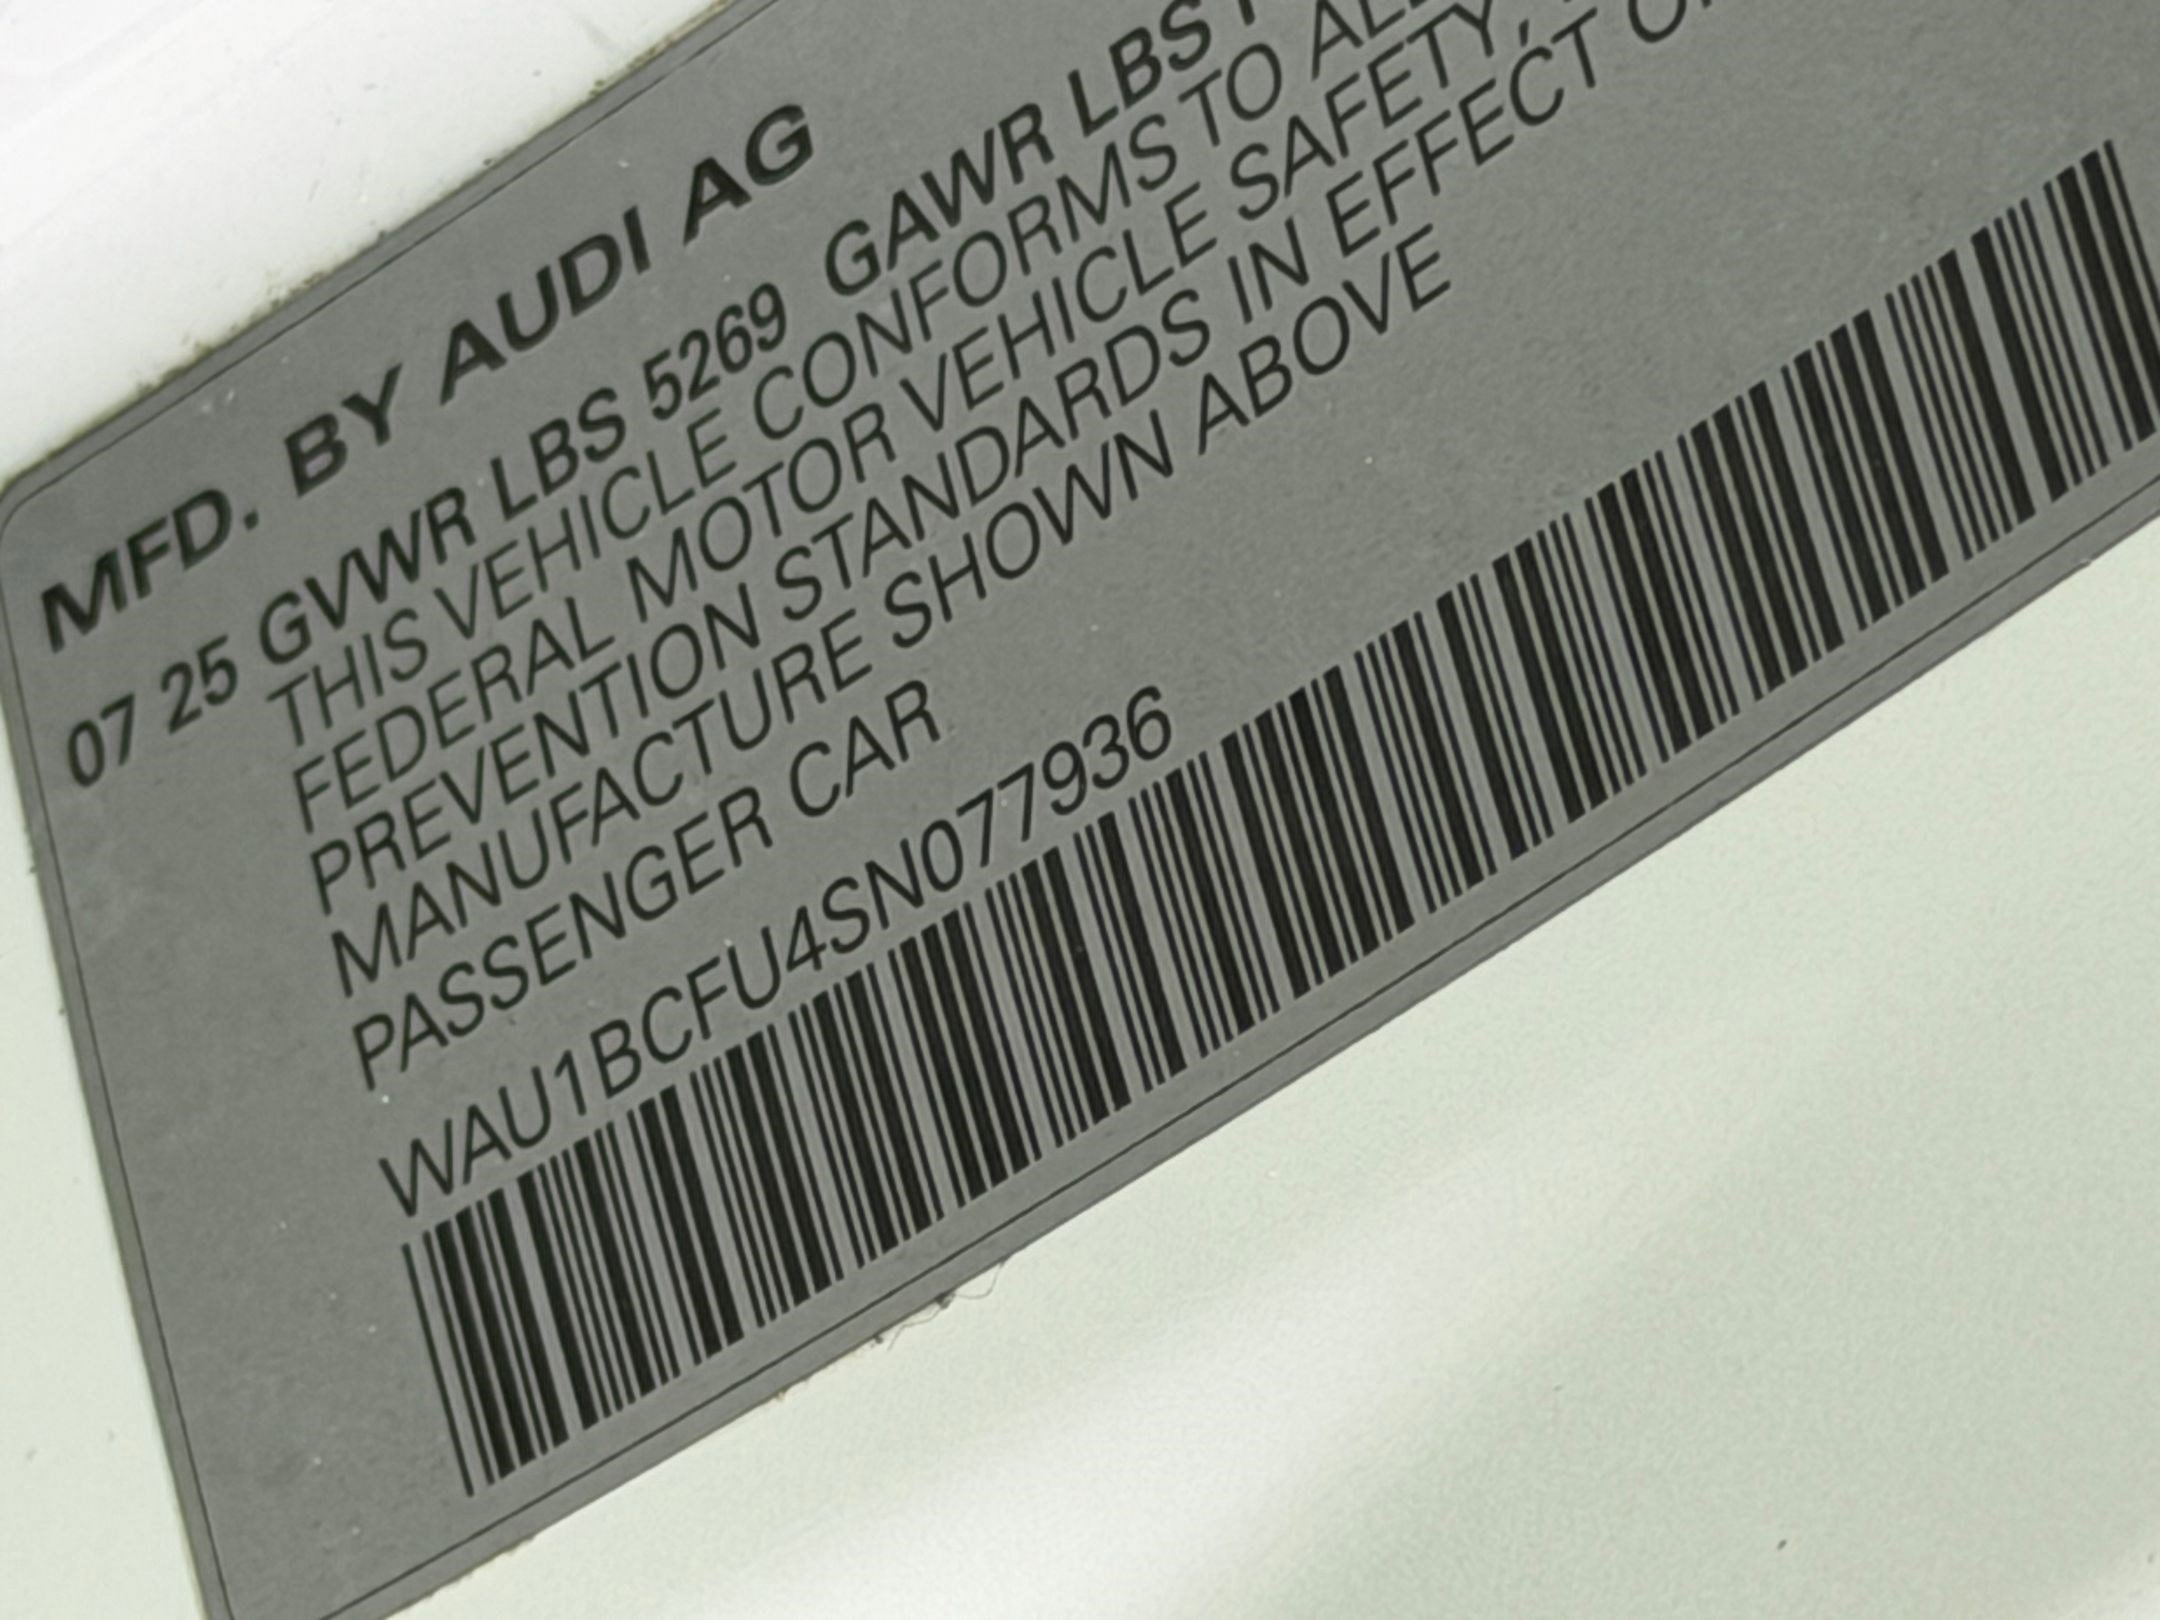 MFD. BY AUDI AG
07 25 GVWR LBS 5269 GAWR LBS
THIS VEHICLE CONFORMS TO ALL
FEDERAL MOTOR VEHICLE SAFETY,
PREVENTION STANDARDS IN EFFECT
MANUFACTURE SHOWN ABOVE
PASSENGER CAR
WAU1BCFU4SN077936